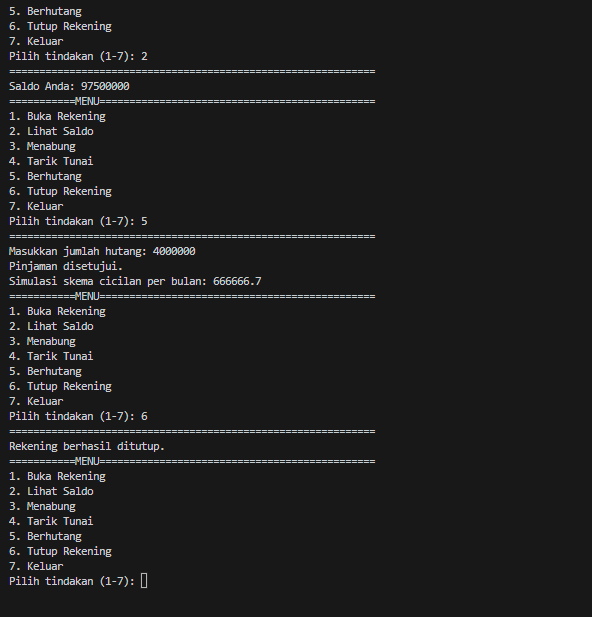 5. Berhutang
6. Tutup Rekening
7. Keluar
Pilih tindakan (1-7): 2
=============================================================
Saldo Anda: 97500000
===========MENU==============================================
1. Buka Rekening
2. Lihat Saldo
3. Menabung
4. Tarik Tunai
5. Berhutang
6. Tutup Rekening
7. Keluar
Pilih tindakan (1-7): 5
=============================================================
Masukkan jumlah hutang: 4000000
Pinjaman disetujui.
Simulasi skema cicilan per bulan: 666666.7
===========MENU==============================================
1. Buka Rekening
2. Lihat Saldo
3. Menabung
4. Tarik Tunai
5. Berhutang
6. Tutup Rekening
7. Keluar
Pilih tindakan (1-7): 6
=============================================================
Rekening berhasil ditutup.
===========MENU==============================================
1. Buka Rekening
2. Lihat Saldo
3. Menabung
4. Tarik Tunai
5. Berhutang
6. Tutup Rekening
7. Keluar
Pilih tindakan (1-7):